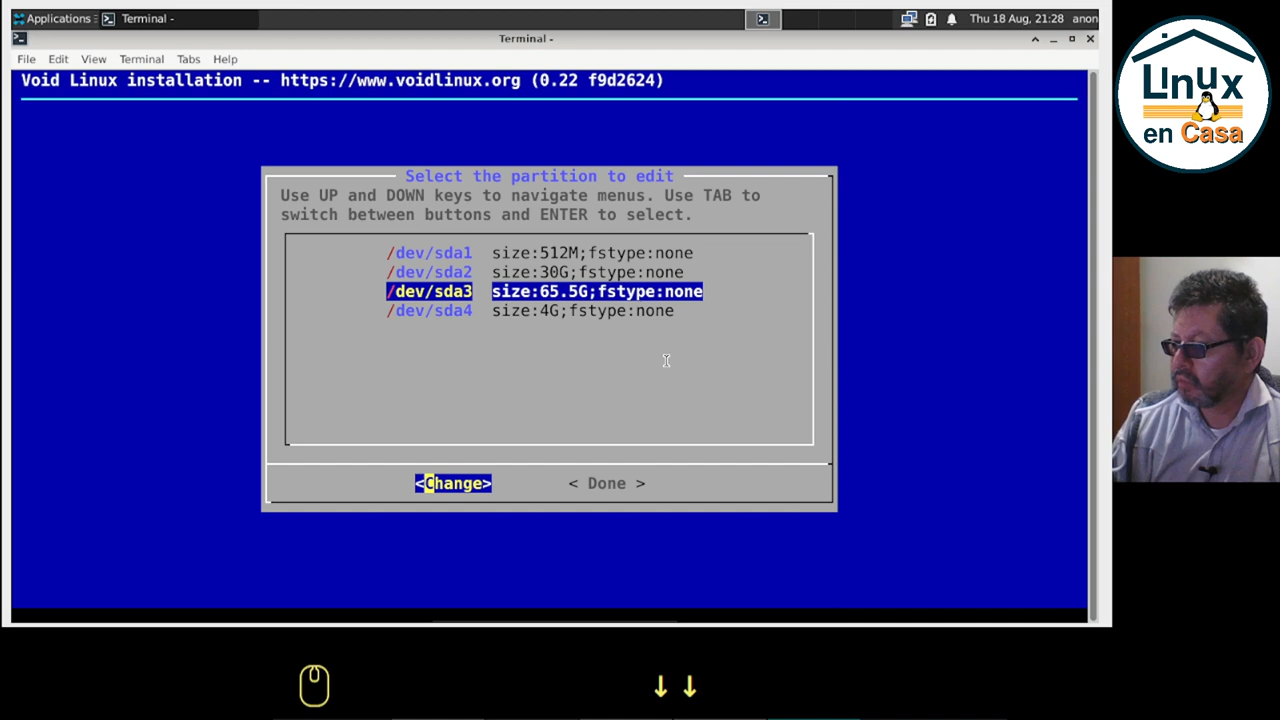 Applications
Terminal -
Thu 18 Aug, 21:28
anon
Terminal -
File Edit View Terminal Tabs Help
Void Linux installation -- https://www.voidlinux.org (0.22 f9d2624)
Select the partition to edit
Use UP and DOWN keys to navigate menus. Use TAB to
switch between buttons and ENTER to select.
/dev/sda1 size:512M;fstype:none
/dev/sda2 size:30G;fstype:none
/dev/sda3 size:65.5G;fstype:none
/dev/sda4 size:4G;fstype:none
<Change> < Done >
Linux
en Casa
↓ ↓